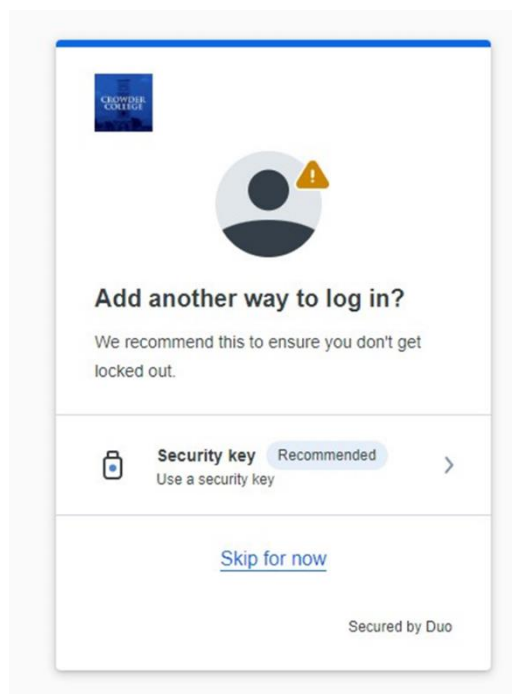 CROWDER
COLLEGE
Add another way to log in?
We recommend this to ensure you don't get
locked out.
Security key Recommended
Use a security key
Skip for now
Secured by Duo